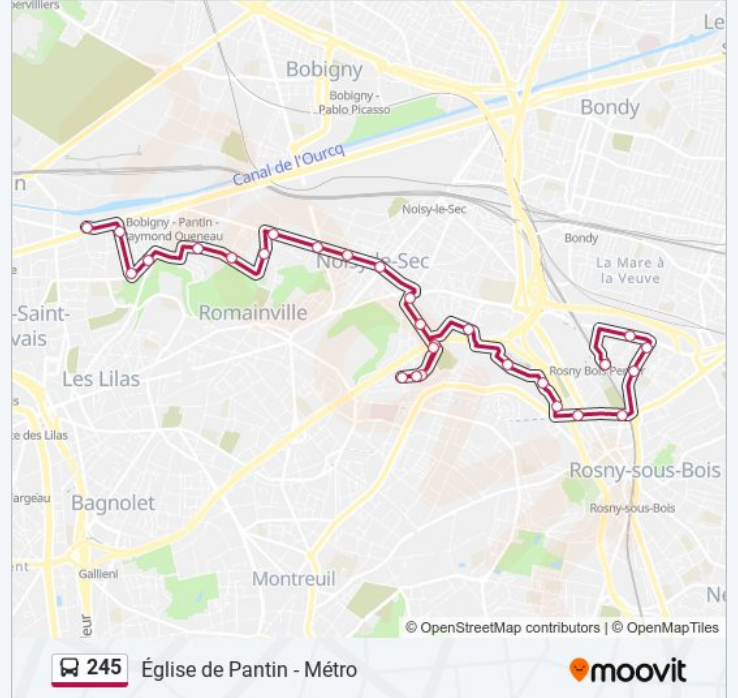 Bobigny
Bobigny -
Pablo Picasso
Bondy
Canal de l'Ourcq
Noisy-le-Sec
Bobigny - Pantin -
Raymond Queneau
Bondy
Noisy-le-Sec
La Mare à
la Veuve
Romainville
-Saint-
vais
Rosny Bois Perrier
Les Lilas
e des Lilas
Rosny-sous-Bois
argeau
Bagnolet
Rosny-sous-Bois
Gallieni
Montreuil
© OpenStreetMap contributors | © OpenMapTiles
245 Église de Pantin - Métro
moovit